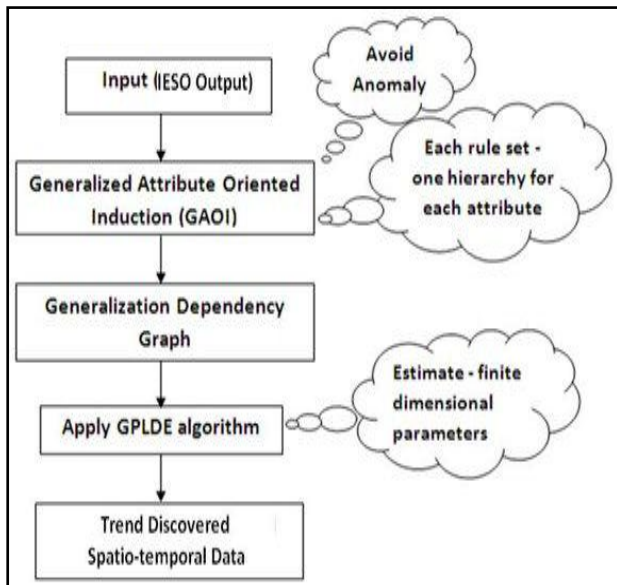 Input (IESO Output)
Avoid
Anomaly
Generalized Attribute Oriented
Induction (GAOI)
Each rule set -
one hierarchy for
each attribute
Generalization Dependency
Graph
Apply GPLDE algorithm
Estimate - finite
dimensional
parameters
Trend Discovered
Spatio-temporal Data